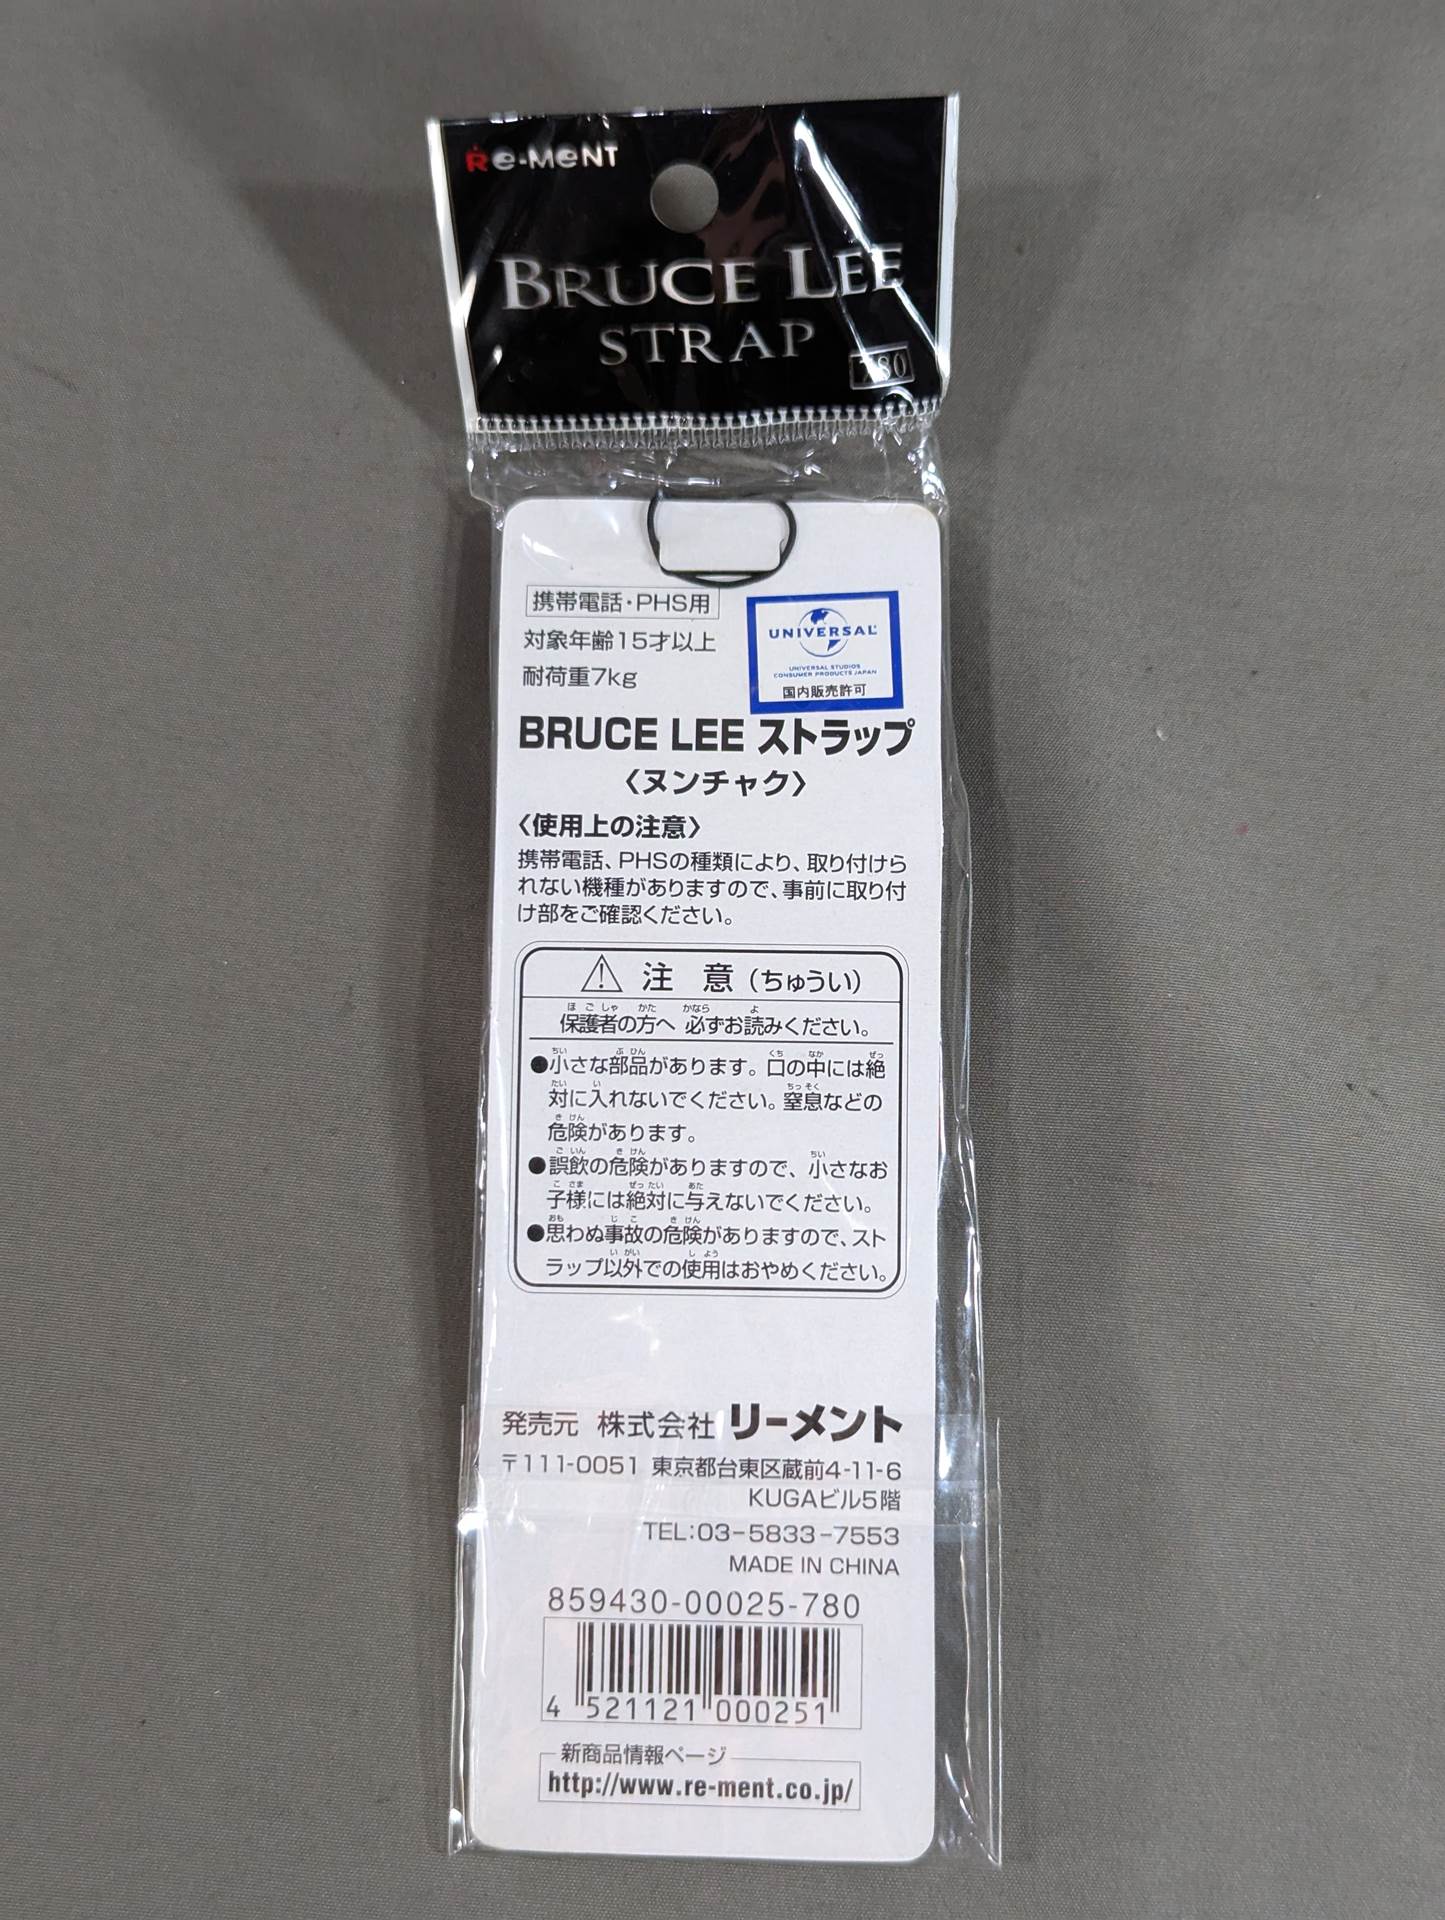 Re-MeNT
BRUCE LEE
STRAP
780
携帯電話・PHS用
対象年齢15才以上
耐荷重7kg
UNIVERSAL
UNIVERSAL STUDIOS
CONSUMER PRODUCTS JAPAN
国内販売許可
BRUCE LEE ストラップ
〈ヌンチャク〉
〈使用上の注意〉
携帯電話、PHSの種類により、取り付けら
れない機種がありますので、事前に取り付
け部をご確認ください。
注 意（ちゅうい）
保護者の方へ 必ずお読みください。
●小さな部品があります。口の中には絶
対に入れないでください。窒息などの
危険があります。
●誤飲の危険がありますので、小さなお
子様には絶対に与えないでください。
●思わぬ事故の危険がありますので、スト
ラップ以外での使用はおやめください。
発売元 株式会社 リーメント
〒111-0051 東京都台東区蔵前4-11-6
KUGAビル5階
TEL:03-5833-7553
MADE IN CHINA
859430-00025-780
4 521121 000251
新商品情報ページ
http://www.re-ment.co.jp/